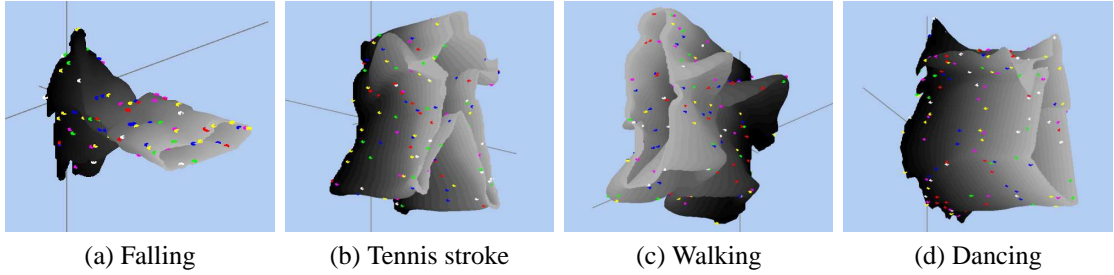 (a) Falling
(b) Tennis stroke
(c) Walking
(d) Dancing